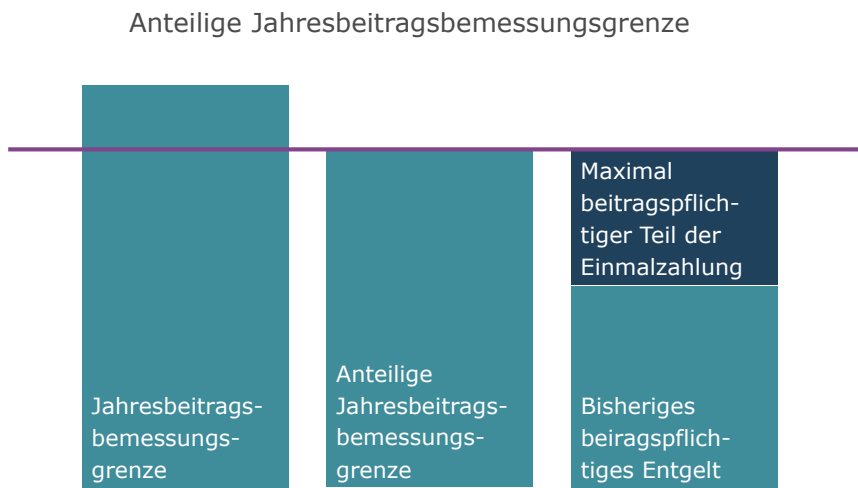 Anteilige Jahresbeitragsbemessungsgrenze
Jahresbeitrags-
bemessungs-
grenze
Anteilige
Jahresbeitrags-
bemessungs-
grenze
Maximal
beitragspflich-
tiger Teil der
Einmalzahlung
Bisheriges
beiragspflich-
tiges Entgelt